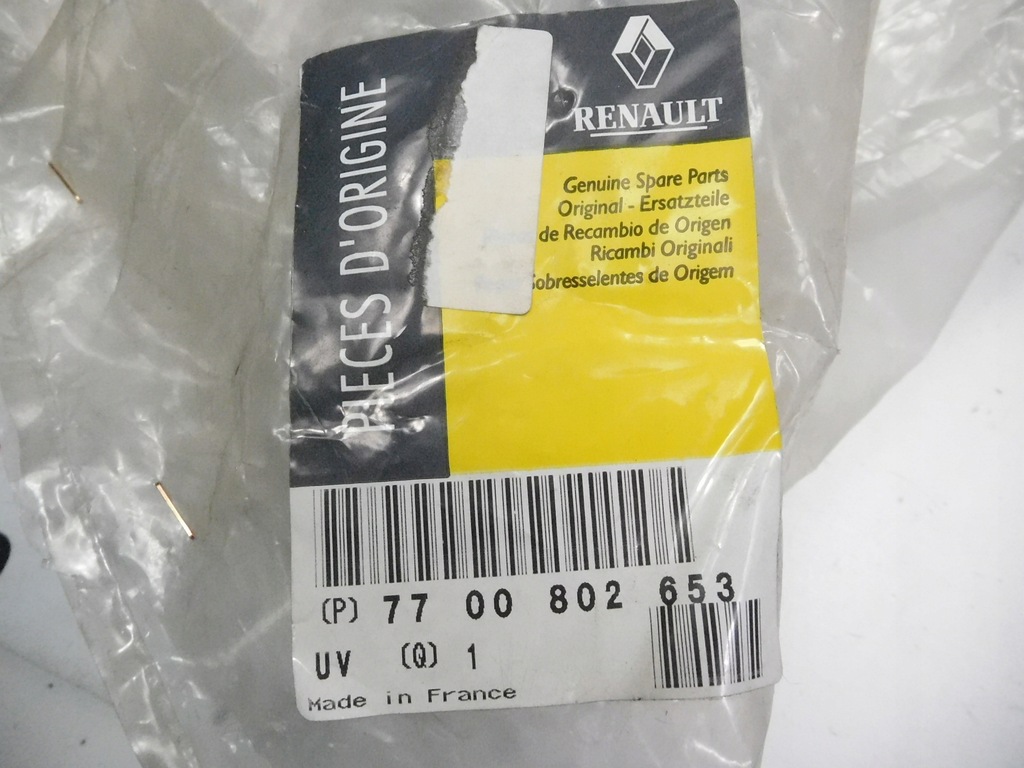 PIECES D'ORIGINE
RENAULT
Genuine Spare Parts
Original - Ersatzteile
de Recambio de Origen
Ricambi Originali
Sobresselentes de Origem
(P) 77 00 802 653
UV (Q) 1
Made in France